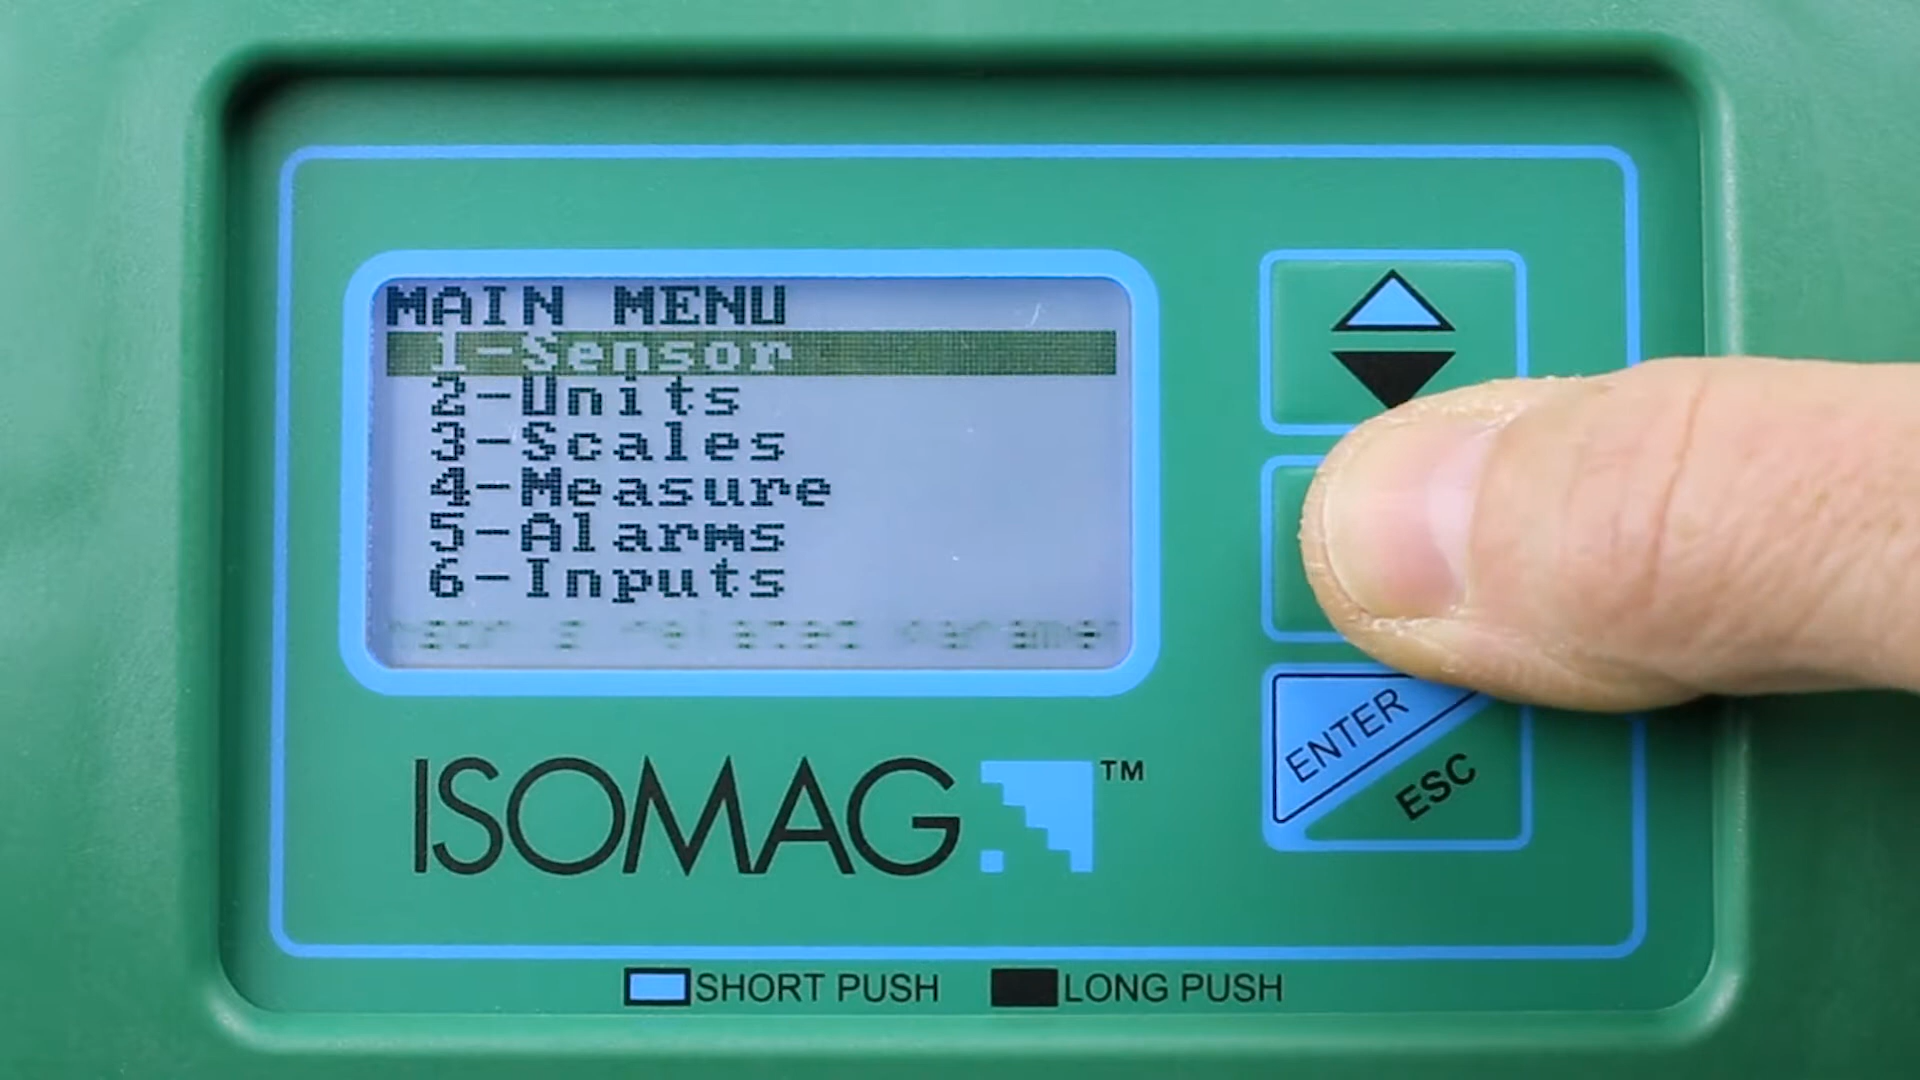 MAIN MENU
1-Sensor
2-Units
3-Scales
4-Measure
5-Alarms
6-Inputs
related
ISOMAG™
ENTER
ESC
SHORT PUSH
LONG PUSH